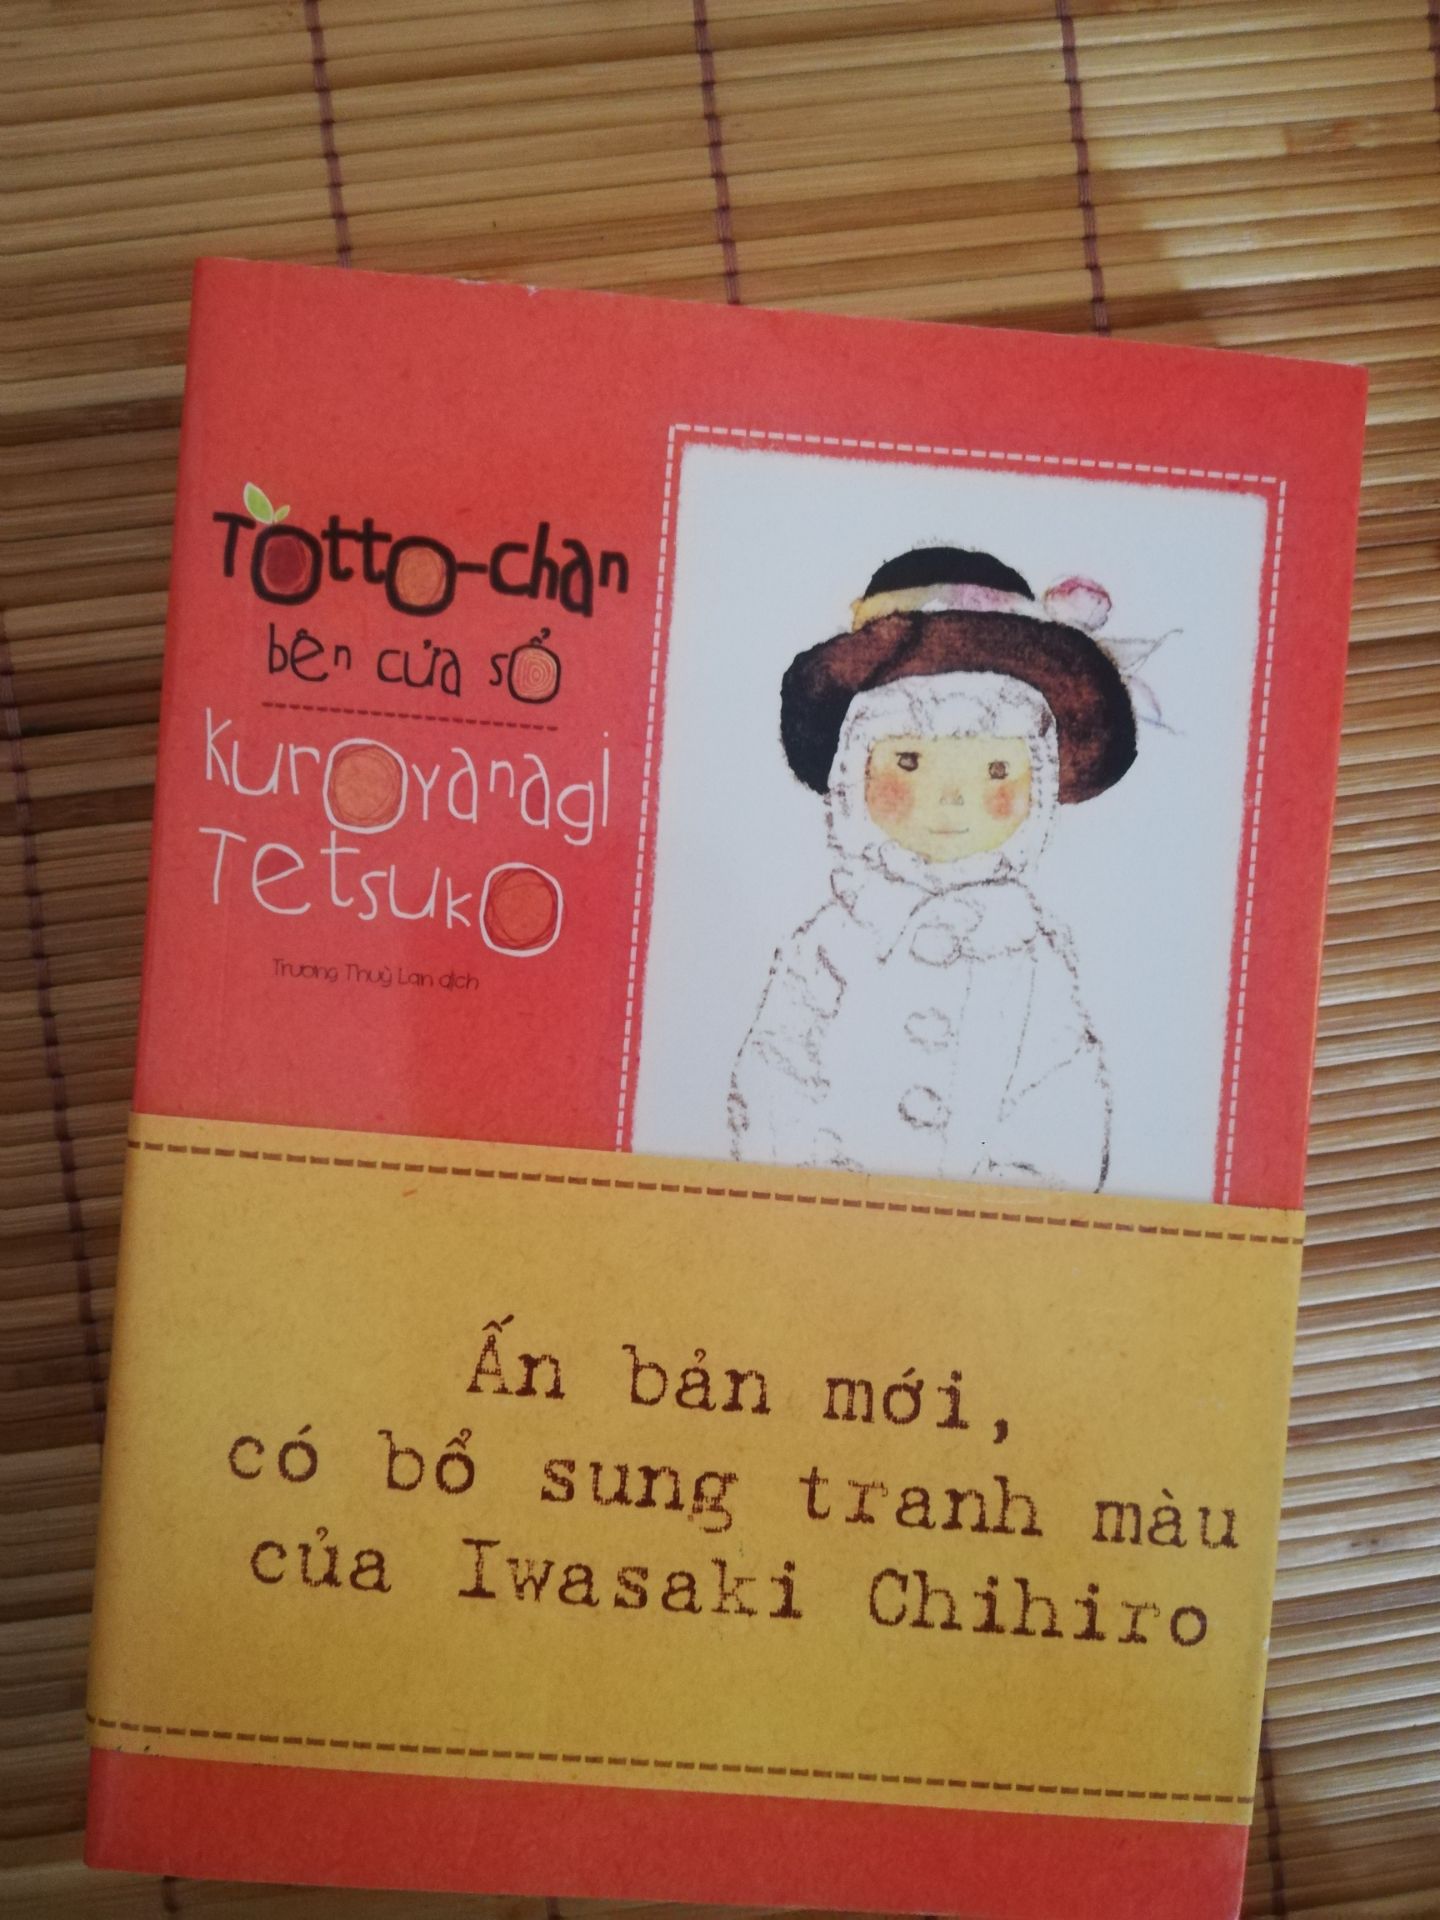 Totto-chan
bên cửa sổ
Kuroyanagi
Tetsuko
Trương Thuỳ Lan dịch
Ấn bản mới,
có bổ sung tranh màu
của Iwasaki Chihiro